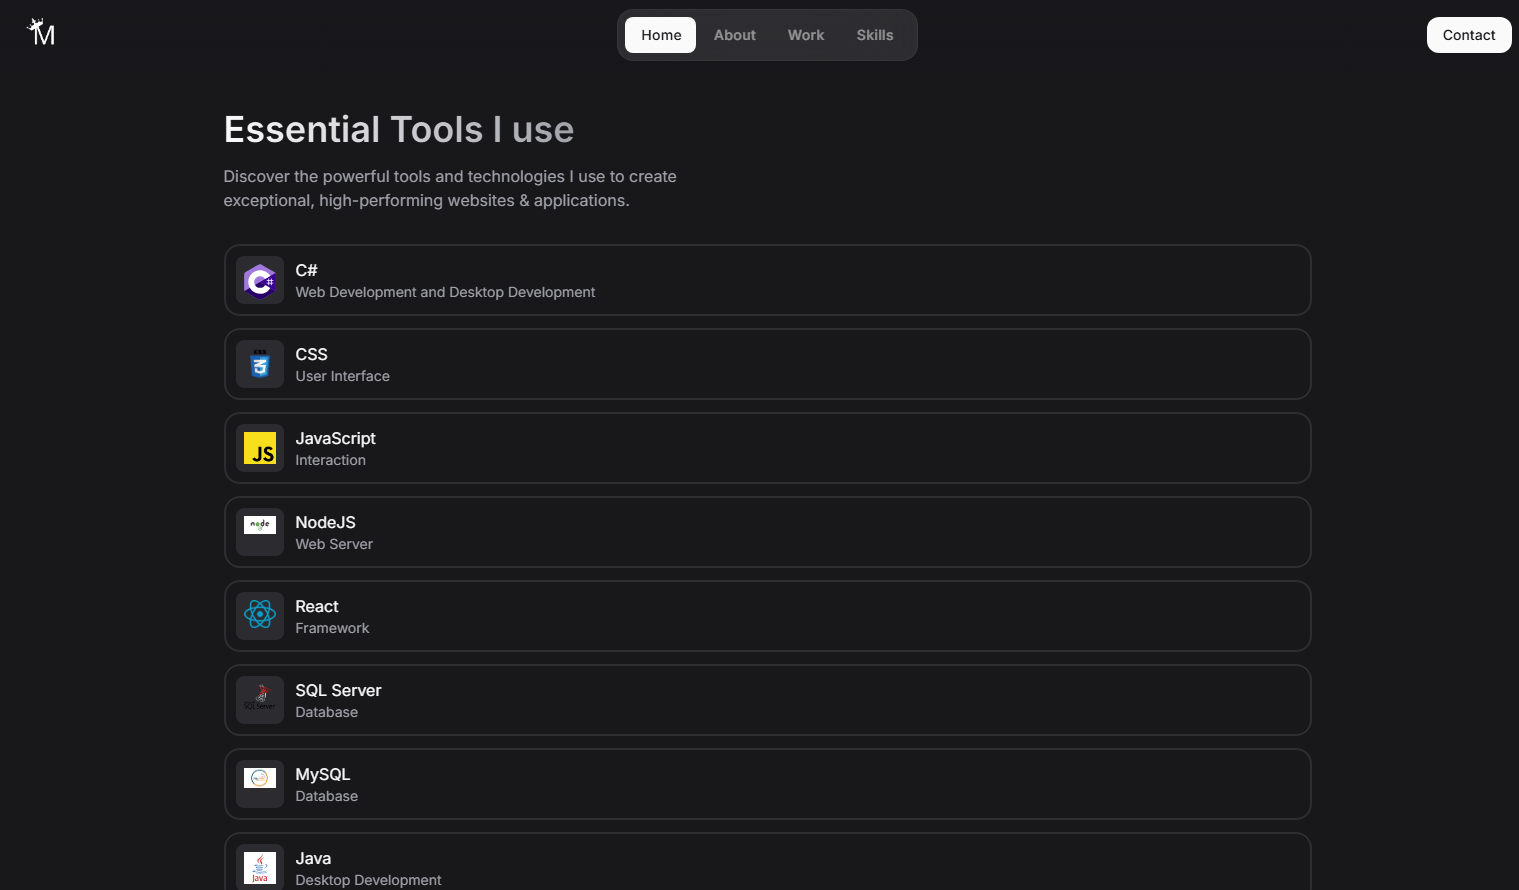 M
Home
About
Work
Skills
Contact
Essential Tools I use
Discover the powerful tools and technologies I use to create
exceptional, high-performing websites & applications.
C#
C#
Web Development and Desktop Development
CSS
3
CSS
User Interface
JS
JavaScript
Interaction
node
NodeJS
Web Server
React
Framework
SQL Server
SQL Server
Database
MySQL
Database
Java
Java
Desktop Development